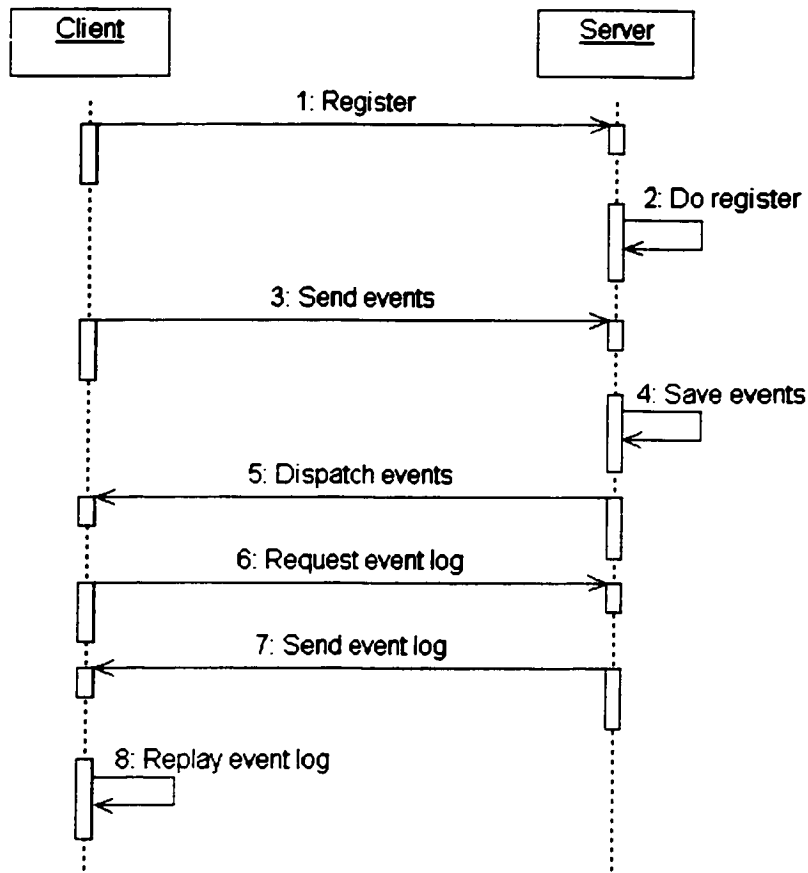 Client
Server
1: Register
2: Do register
3: Send events
4: Save events
5: Dispatch events
6: Request event log
7: Send event log
8: Replay event log